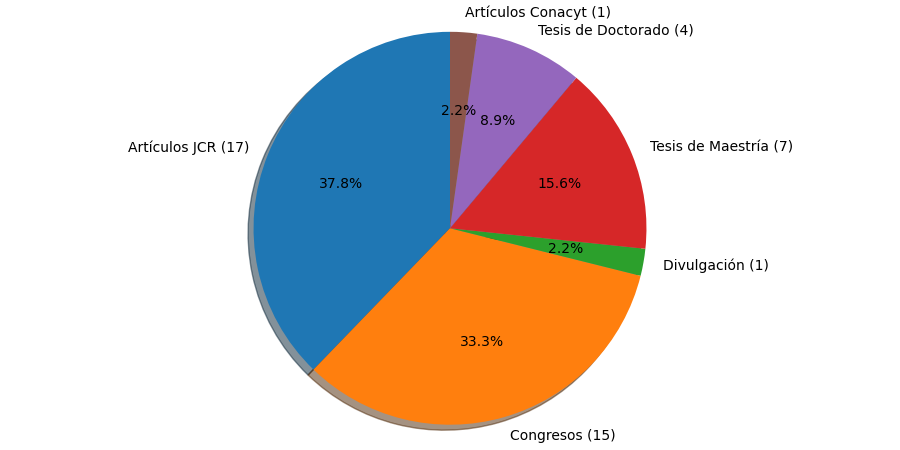 Artículos Conacyt (1)
Tesis de Doctorado (4)
2.2%
8.9%
Artículos JCR (17)
Tesis de Maestría (7)
37.8%
15.6%
2.2%
Divulgación (1)
33.3%
Congresos (15)